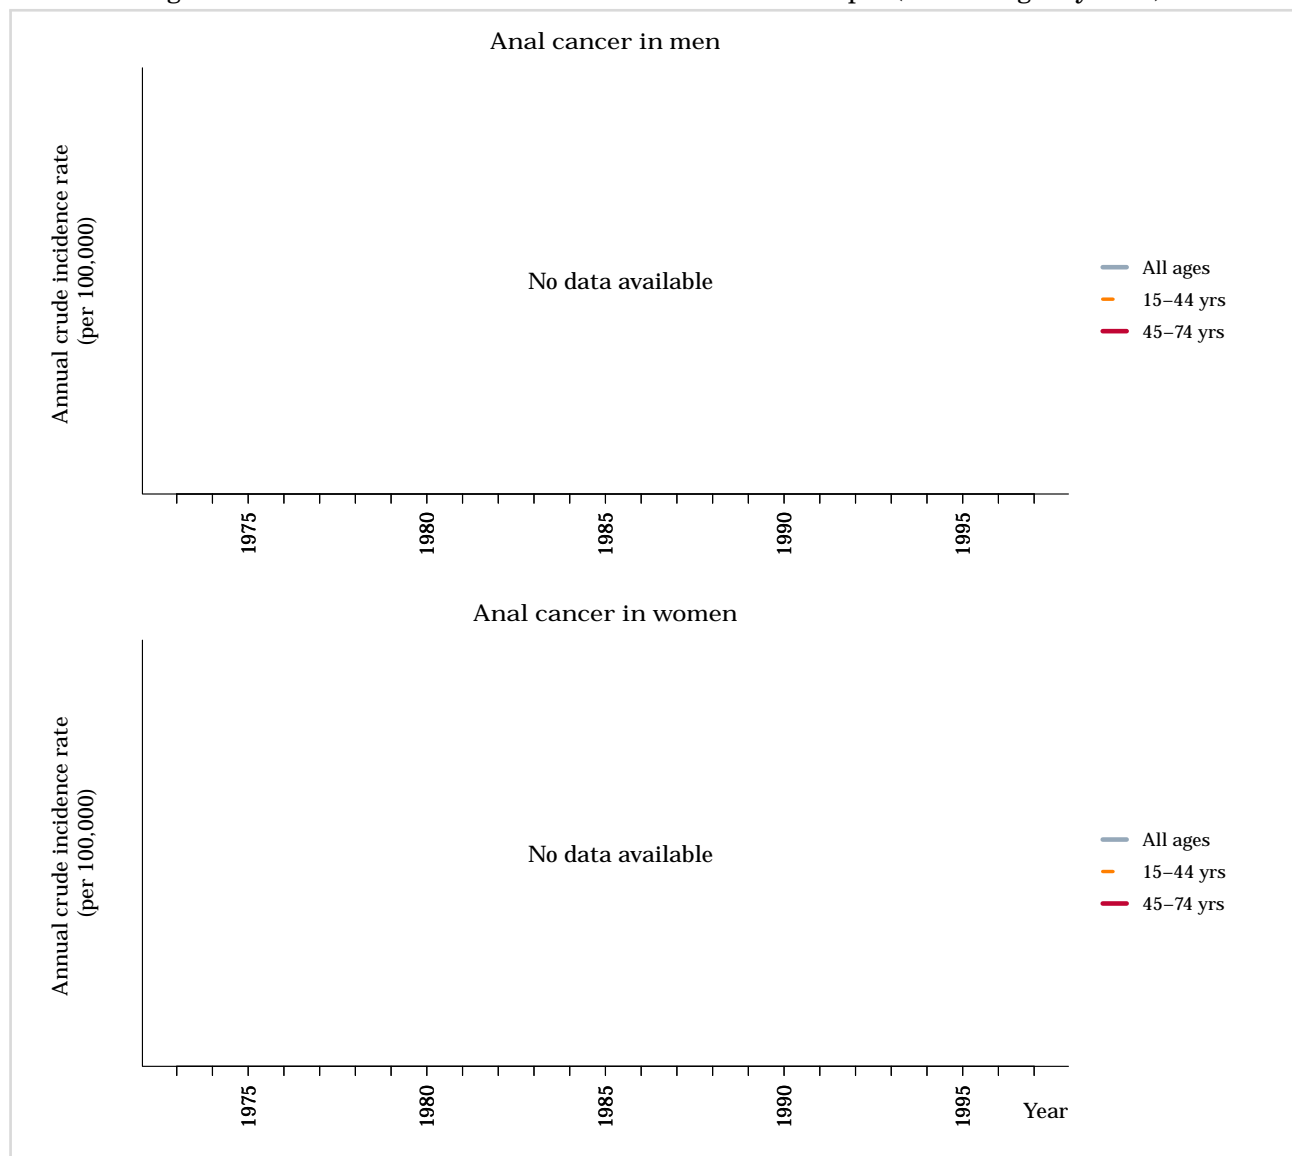 Anal cancer in men
Annual crude incidence rate
(per 100,000)
No data available
All ages
15–44 yrs
45–74 yrs
1975
1980
1985
1990
1995
Anal cancer in women
Annual crude incidence rate
(per 100,000)
No data available
All ages
15–44 yrs
45–74 yrs
1975
1980
1985
1990
1995
Year